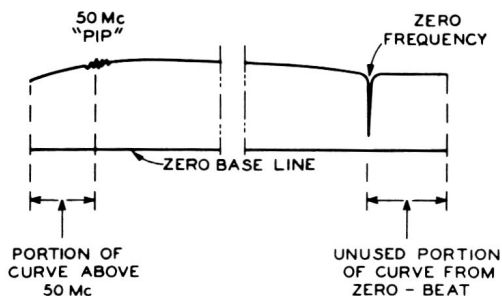 50 Mc
"PIP"
ZERO
FREQUENCY
ZERO BASE LINE
PORTION OF
CURVE ABOVE
50 Mc
UNUSED PORTION
OF CURVE FROM
ZERO - BEAT